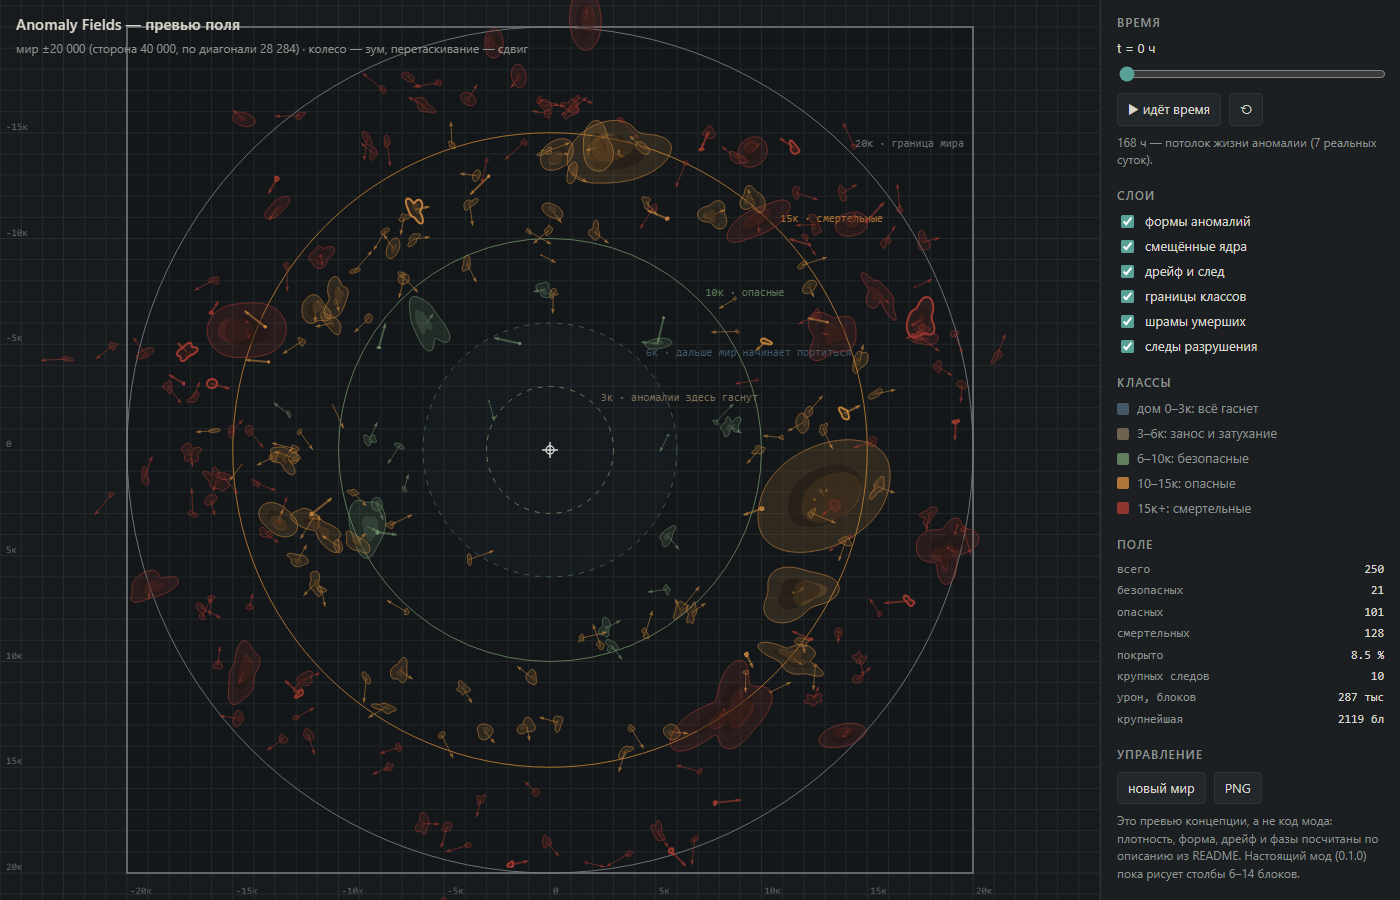 Anomaly Fields — превью поля
мир ±20 000 (сторона 40 000, по диагонали 28 284) · колесо — зум, перетаскивание — сдвиг
-15к
-10к
-5к
0
5к
10к
15к
20к
20к · граница мира
15к · смертельные
10к · опасные
6к · дальше мир начинает портиться
3к · аномалии здесь гаснут
-20к
-15к
-10к
-5к
0
5к
10к
15к
20к
ВРЕМЯ
t = 0 ч
▶ идёт время
⟲
168 ч — потолок жизни аномалии (7 реальных
суток).
СЛОИ
формы аномалий
смещённые ядра
дрейф и след
границы классов
шрамы умерших
следы разрушения
КЛАССЫ
дом 0–3к: всё гаснет
3–6к: занос и затухание
6–10к: безопасные
10–15к: опасные
15к+: смертельные
ПОЛЕ
всего 250
безопасных 21
опасных 101
смертельных 128
покрыто 8.5 %
крупных следов 10
урон, блоков 287 тыс
крупнейшая 2119 бл
УПРАВЛЕНИЕ
новый мир
PNG
Это превью концепции, а не код мода:
плотность, форма, дрейф и фазы посчитаны по
описанию из README. Настоящий мод (0.1.0)
пока рисует столбы 6–14 блоков.